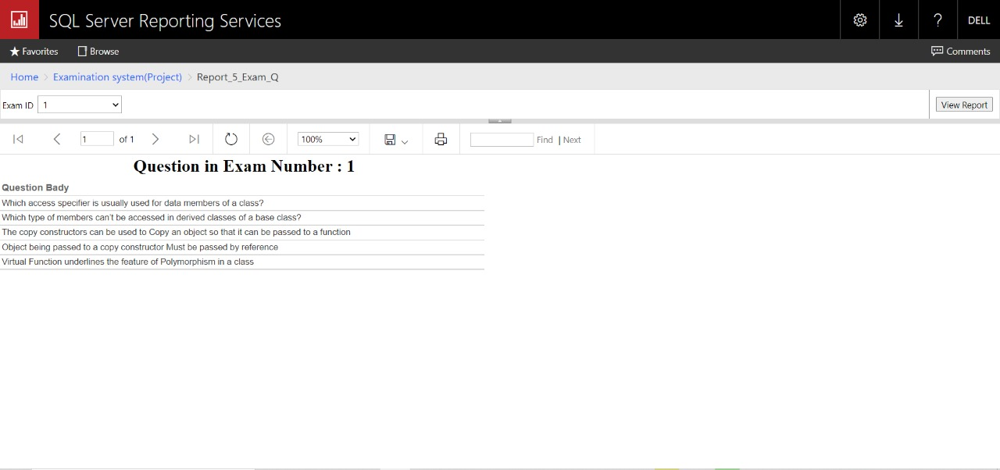 SQL Server Reporting Services
? DELL
Favorites Browse Comments
Home > Examination system(Project) > Report_5_Exam_Q
Exam ID 1 View Report
1 of 1 100% Find | Next
Question in Exam Number : 1
Question Bady
Which access specifier is usually used for data members of a class?
Which type of members can't be accessed in derived classes of a base class?
The copy constructors can be used to Copy an object so that it can be passed to a function
Object being passed to a copy constructor Must be passed by reference
Virtual Function underlines the feature of Polymorphism in a class